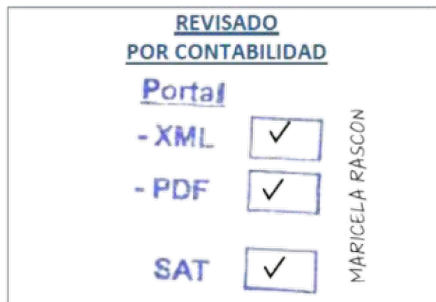 REVISADO
POR CONTABILIDAD
Portal
- XML ✓
- PDF ✓
SAT ✓
MARICELA RASCON